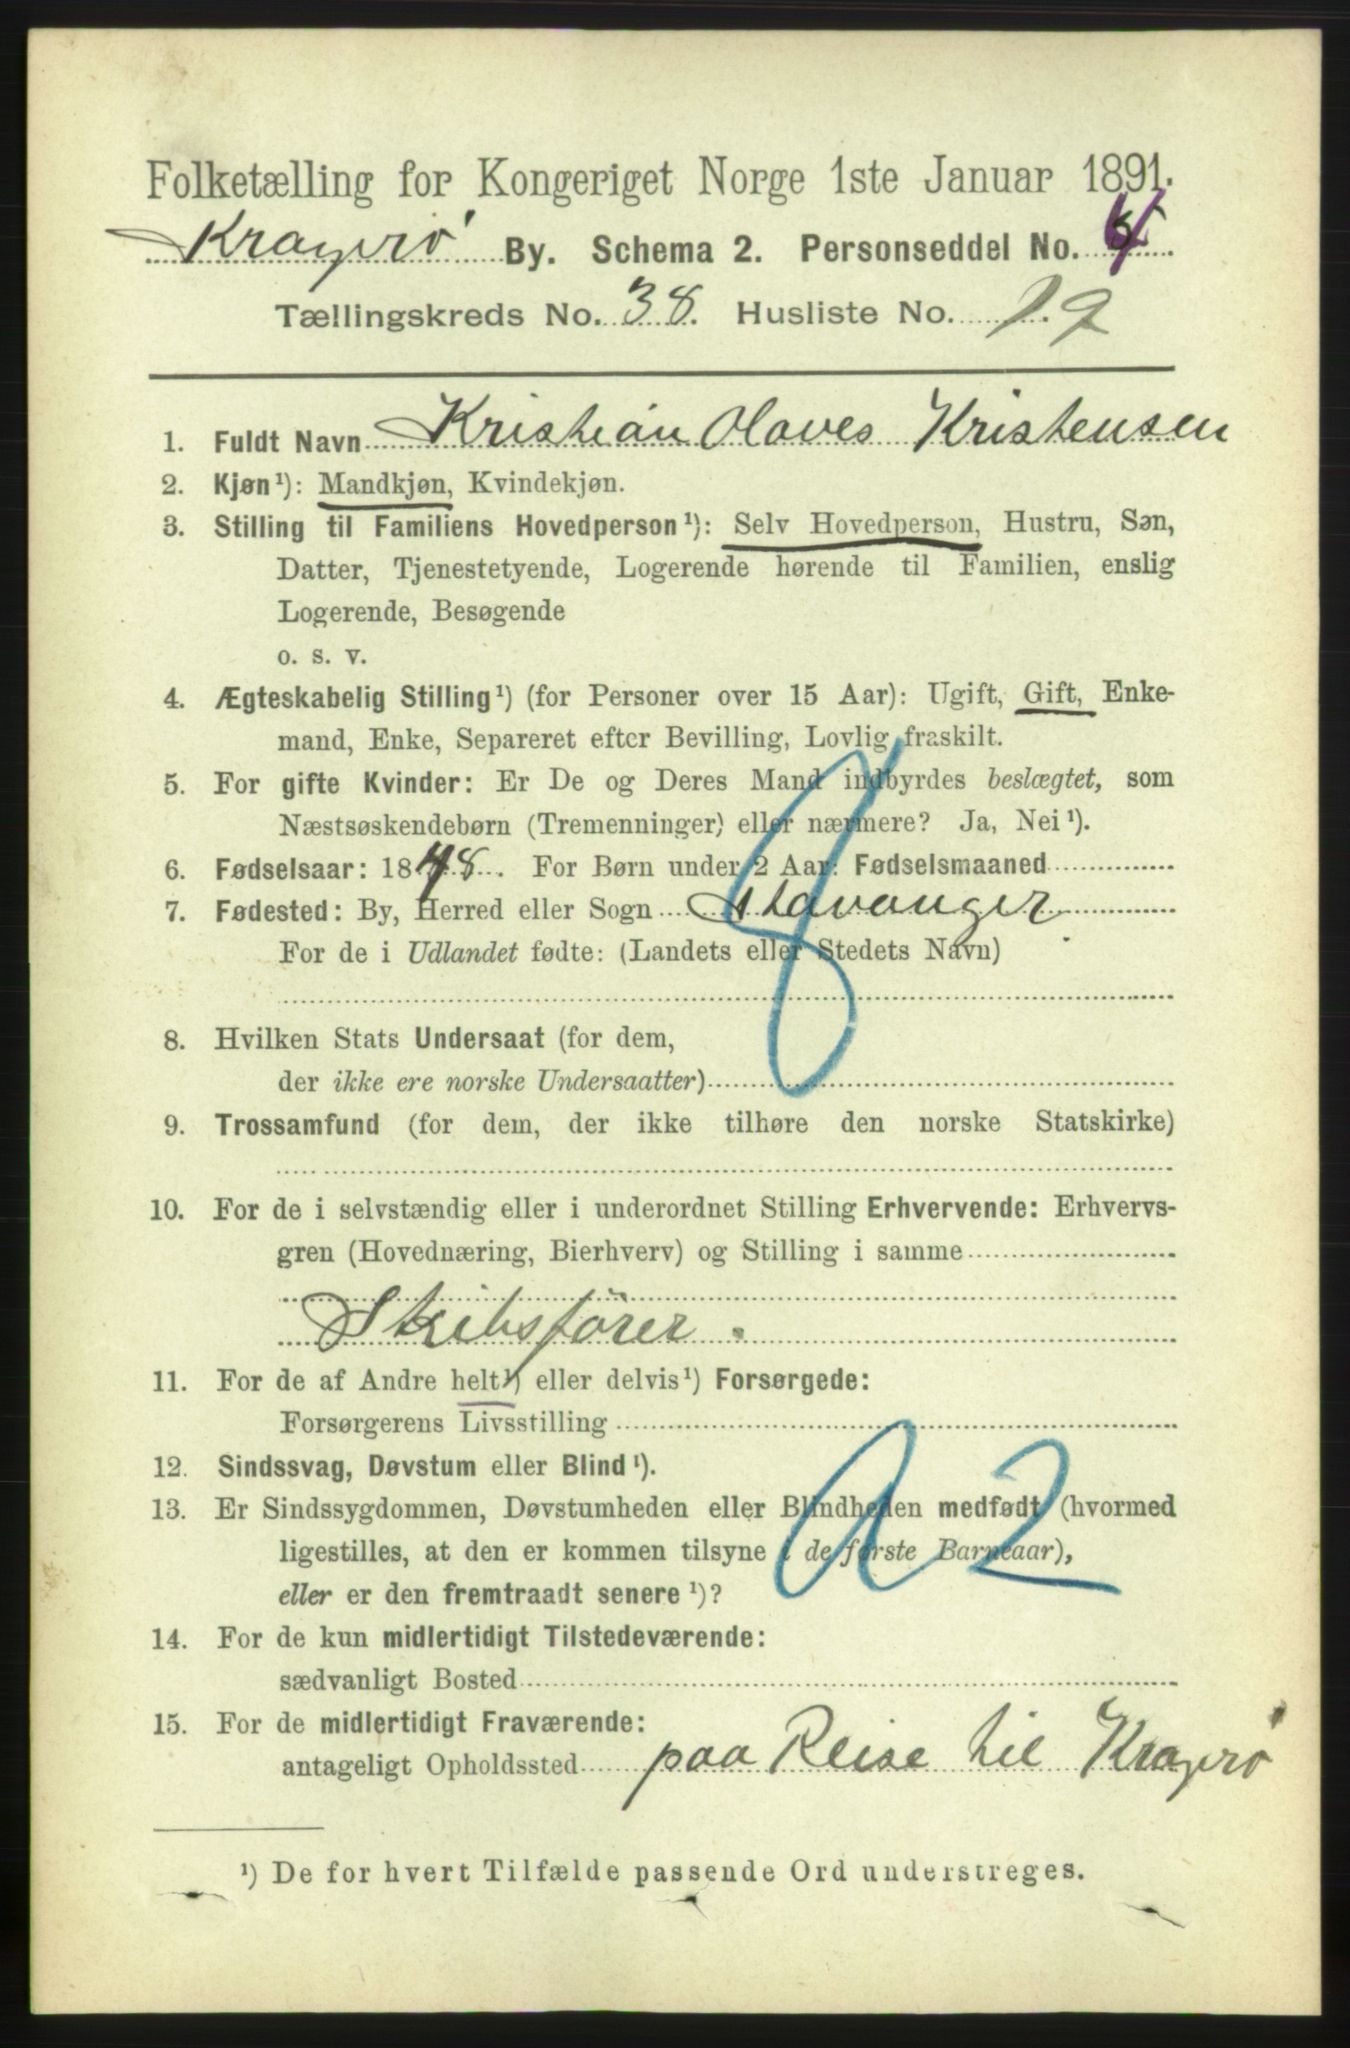 Folketælling for Kongeriget Norge 1ste Januar 1891.
Kragerø By. Schema 2. Personseddel No. 4
Tællingskreds No. 38. Husliste No. 12
1. Fuldt Navn Kristian Olaves Kristensen
2. Kjøn¹): Mandkjøn, Kvindekjøn.
3. Stilling til Familiens Hovedperson¹): Selv Hovedperson, Hustru, Søn,
Datter, Tjenestetyende, Logerende hørende til Familien, enslig
Logerende, Besøgende
o. s. v.
4. Ægteskabelig Stilling¹) (for Personer over 15 Aar): Ugift, Gift, Enke-
mand, Enke, Separeret efter Bevilling, Lovlig fraskilt.
5. For gifte Kvinder: Er De og Deres Mand indbyrdes beslægtet, som
Næstsøskendebørn (Tremenninger) eller nærmere? Ja, Nei¹).
6. Fødselsaar: 1848. For Børn under 2 Aar: Fødselsmaaned
7. Fødested: By, Herred eller Sogn Stavanger
For de i Udlandet fødte: (Landets eller Stedets Navn)
8. Hvilken Stats Undersaat (for dem,
der ikke ere norske Undersaatter)
9. Trossamfund (for dem, der ikke tilhøre den norske Statskirke)
10. For de i selvstændig eller i underordnet Stilling Erhvervende: Erhvervs-
gren (Hovednæring, Bierhverv) og Stilling i samme
Skibsfører.
11. For de af Andre helt¹) eller delvis¹) Forsørgede:
Forsørgerens Livsstilling
12. Sindssvag, Døvstum eller Blind¹).
13. Er Sindssygdommen, Døvstumheden eller Blindheden medfødt (hvormed
ligestilles, at den er kommen tilsyne i de første Barneaar),
eller er den fremtraadt senere¹)?
a 2
14. For de kun midlertidigt Tilstedeværende:
sædvanligt Bosted
15. For de midlertidigt Fraværende:
antageligt Opholdssted paa Reise til Kragerø
¹) De for hvert Tilfælde passende Ord understreges.